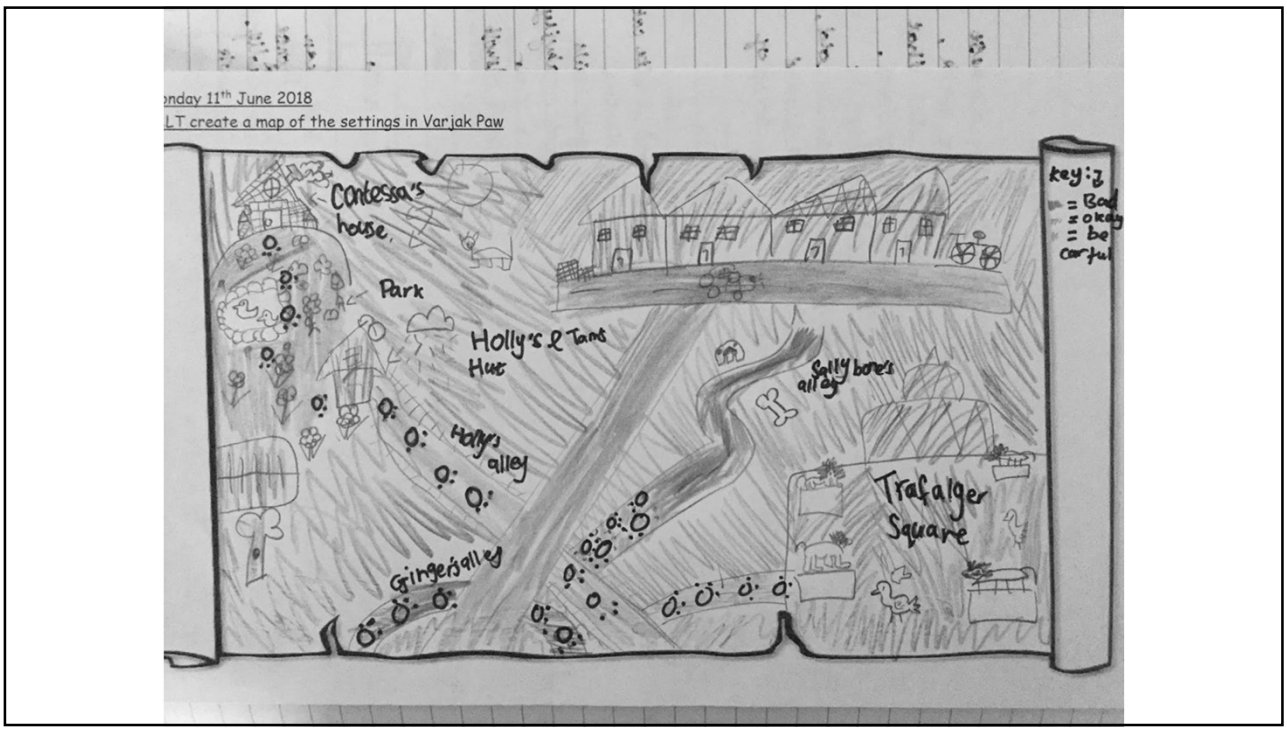 onday 11th June 2018
LT create a map of the settings in Varjak Paw
Contessa's
house.
Park
Holly's & Tams
Hut
Holly's
alley
Ginger's alley
Sally bone's
alley
Trafalger
Square
key:
= Bad
= okay
= be
carful